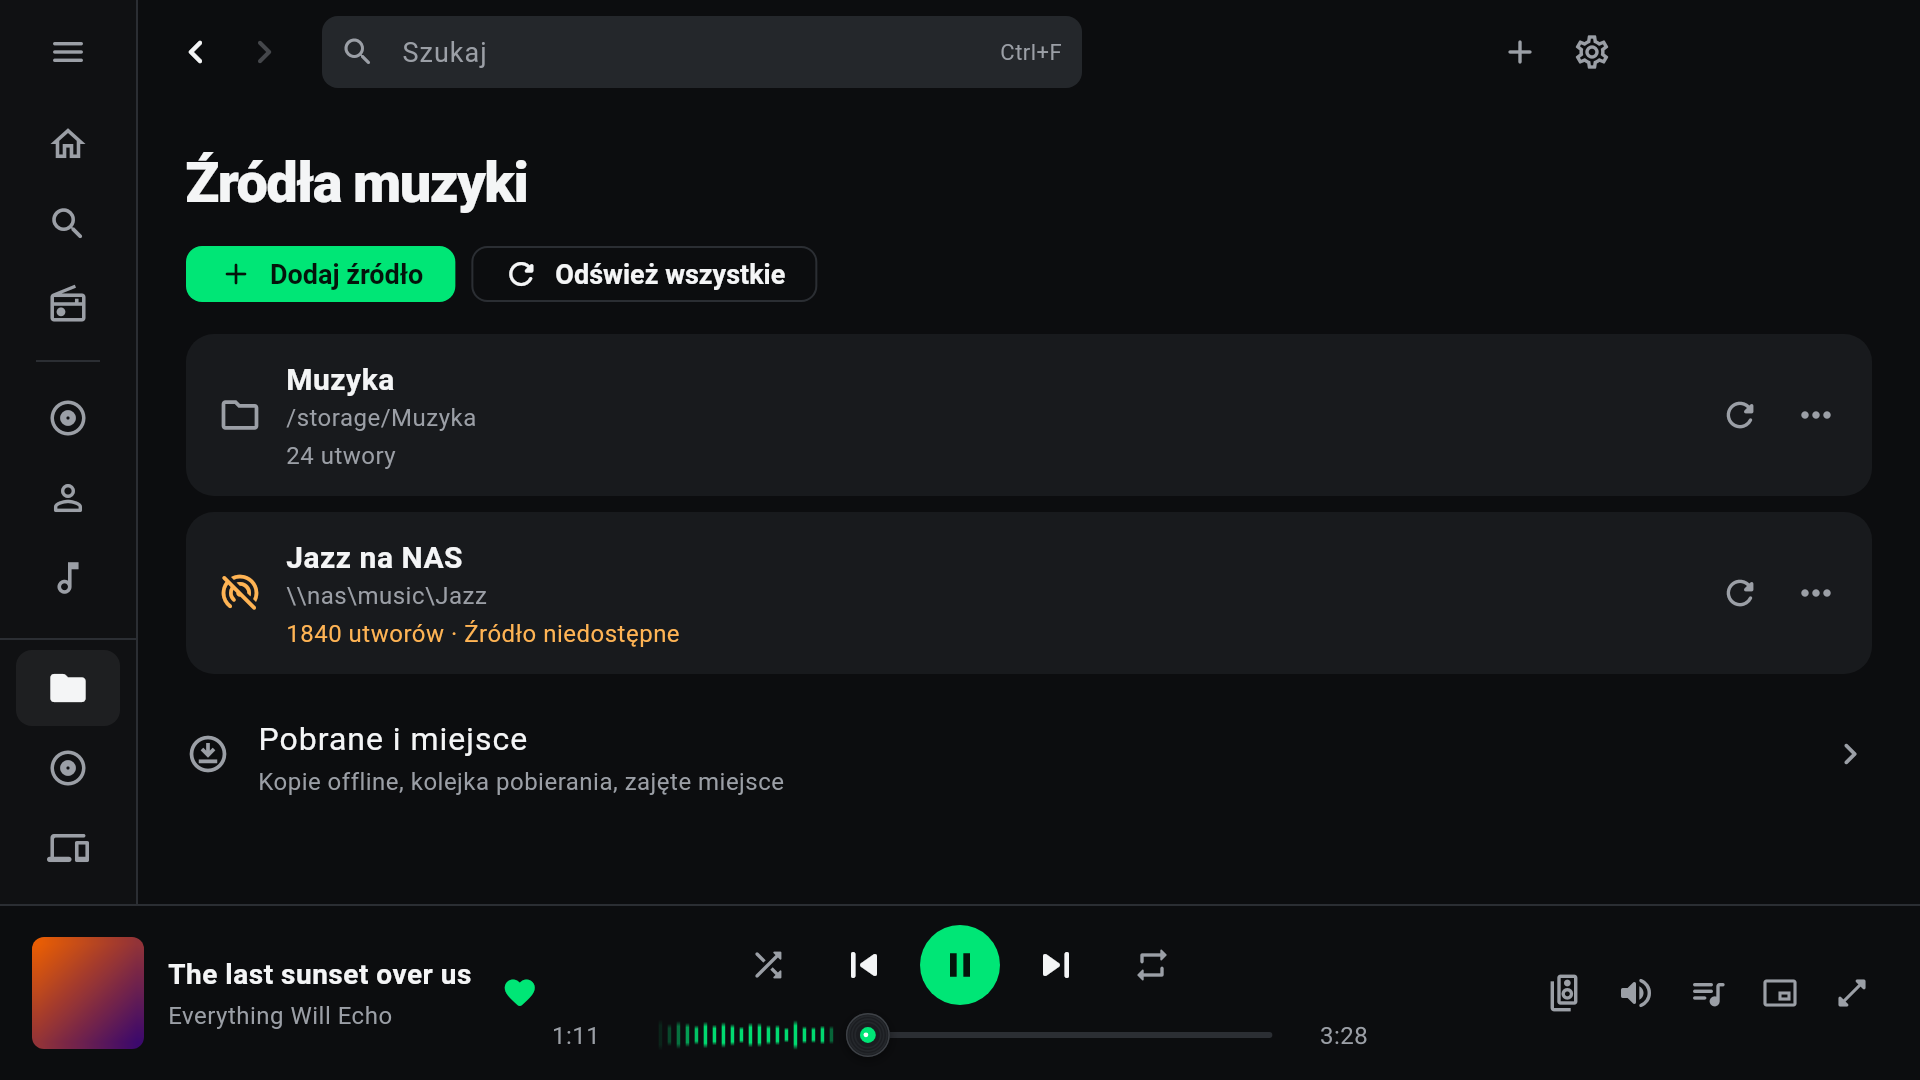 Szukaj
Ctrl+F
Źródła muzyki
Dodaj źródło
Odśwież wszystkie
Muzyka
/storage/Muzyka
24 utwory
Jazz na NAS
\\nas\music\Jazz
1840 utworów · Źródło niedostępne
Pobrane i miejsce
Kopie offline, kolejka pobierania, zajęte miejsce
The last sunset over us
Everything Will Echo
1:11
3:28